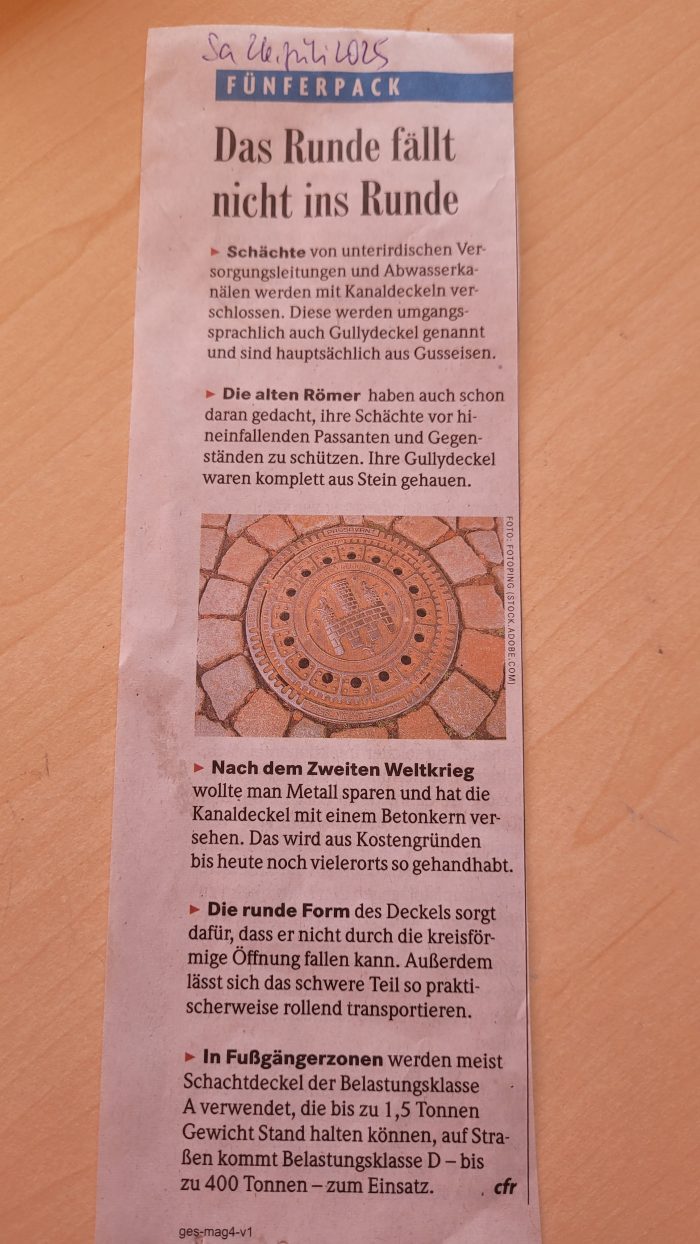 Sa 26. Juli 2025
FÜNFERPACK
Das Runde fällt
nicht ins Runde
▸ Schächte von unterirdischen Ver-
sorgungsleitungen und Abwasserka-
nälen werden mit Kanaldeckeln ver-
schlossen. Diese werden umgangs-
sprachlich auch Gullydeckel genannt
und sind hauptsächlich aus Gusseisen.
▸ Die alten Römer haben auch schon
daran gedacht, ihre Schächte vor hi-
neinfallenden Passanten und Gegen-
ständen zu schützen. Ihre Gullydeckel
waren komplett aus Stein gehauen.
PASSAVANT
FOTO: FOTOPING (STOCK.ADOBE.COM)
▸ Nach dem Zweiten Weltkrieg
wollte man Metall sparen und hat die
Kanaldeckel mit einem Betonkern ver-
sehen. Das wird aus Kostengründen
bis heute noch vielerorts so gehandhabt.
▸ Die runde Form des Deckels sorgt
dafür, dass er nicht durch die kreisför-
mige Öffnung fallen kann. Außerdem
lässt sich das schwere Teil so prakti-
scherweise rollend transportieren.
▸ In Fußgängerzonen werden meist
Schachtdeckel der Belastungsklasse
A verwendet, die bis zu 1,5 Tonnen
Gewicht Stand halten können, auf Stra-
ßen kommt Belastungsklasse D – bis
zu 400 Tonnen – zum Einsatz. cfr
ges-mag4-v1